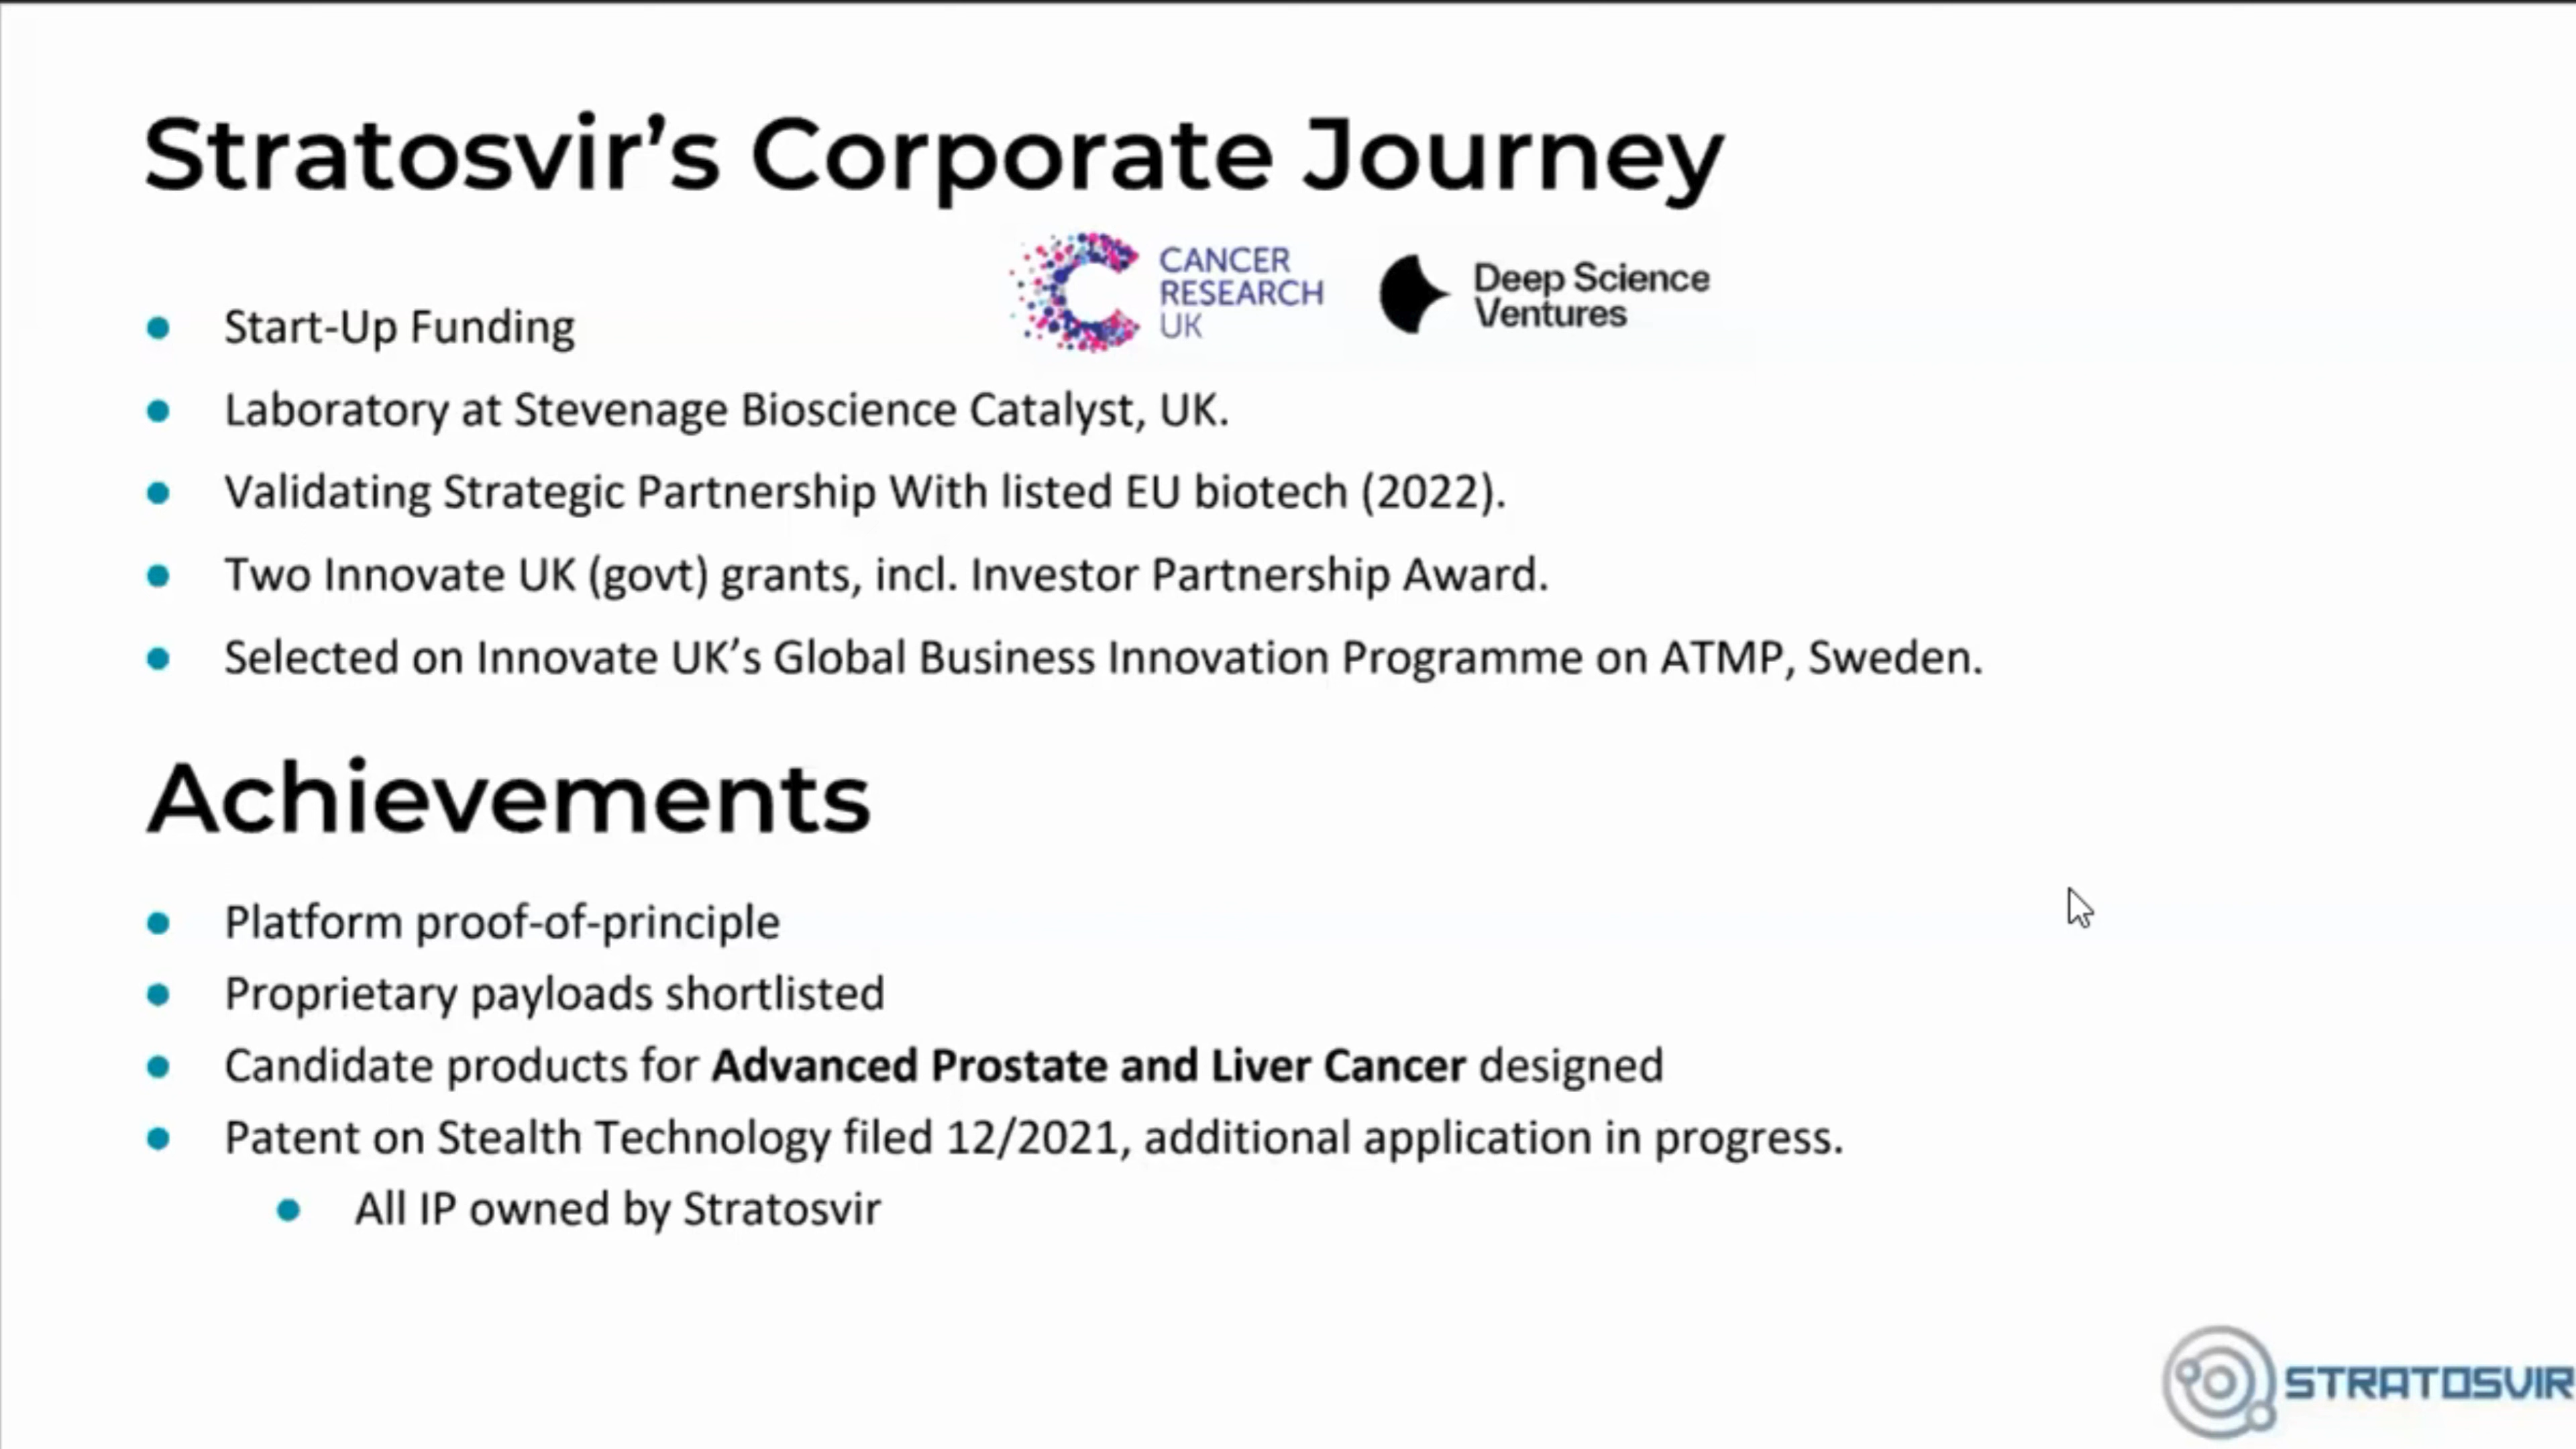 Stratosvir’s Corporate Journey
CANCER
RESEARCH
UK
Deep Science
Ventures
Start-Up Funding
Laboratory at Stevenage Bioscience Catalyst, UK.
Validating Strategic Partnership With listed EU biotech (2022).
Two Innovate UK (govt) grants, incl. Investor Partnership Award.
Selected on Innovate UK’s Global Business Innovation Programme on ATMP, Sweden.
Achievements
Platform proof-of-principle
Proprietary payloads shortlisted
Candidate products for Advanced Prostate and Liver Cancer designed
Patent on Stealth Technology filed 12/2021, additional application in progress.
All IP owned by Stratosvir
STRATOSVIR